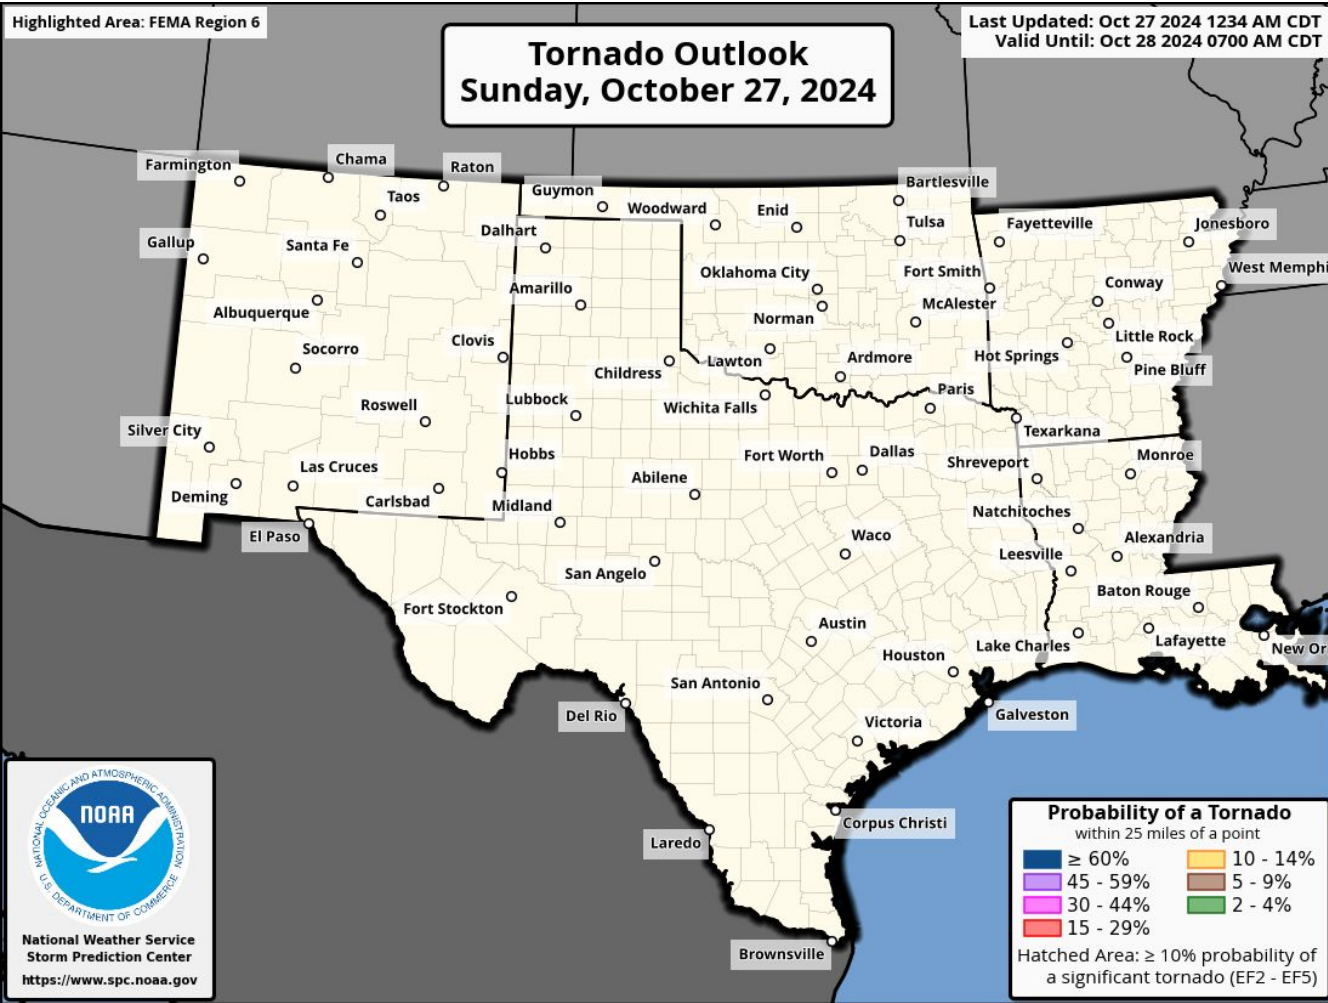 Highlighted Area: FEMA Region 6
Last Updated: Oct 27 2024 1234 AM CDT
Valid Until: Oct 28 2024 0700 AM CDT
Tornado Outlook
Sunday, October 27, 2024
Farmington
Chama
Raton
Taos
Guymon
Woodward
Enid
Bartlesville
Tulsa
Fayetteville
Jonesboro
Gallup
Santa Fe
Dalhart
Oklahoma City
Fort Smith
West Memphi
Amarillo
Conway
Albuquerque
Norman
McAlester
Socorro
Clovis
Little Rock
Childress
Lawton
Ardmore
Hot Springs
Pine Bluff
Roswell
Lubbock
Wichita Falls
Paris
Silver City
Texarkana
Las Cruces
Hobbs
Fort Worth
Dallas
Shreveport
Monroe
Deming
Carlsbad
Midland
Abilene
Natchitoches
El Paso
Waco
Leesville
Alexandria
San Angelo
Baton Rouge
Fort Stockton
Austin
Lake Charles
Lafayette
New Or
Houston
San Antonio
Del Rio
Victoria
Galveston
Corpus Christi
Laredo
Brownsville
NATIONAL OCEANIC AND ATMOSPHERIC ADMINISTRATION
NOAA
U.S. DEPARTMENT OF COMMERCE
National Weather Service
Storm Prediction Center
https://www.spc.noaa.gov
Probability of a Tornado
within 25 miles of a point
≥ 60%
45 - 59%
30 - 44%
15 - 29%
10 - 14%
5 - 9%
2 - 4%
Hatched Area: ≥ 10% probability of
a significant tornado (EF2 - EF5)